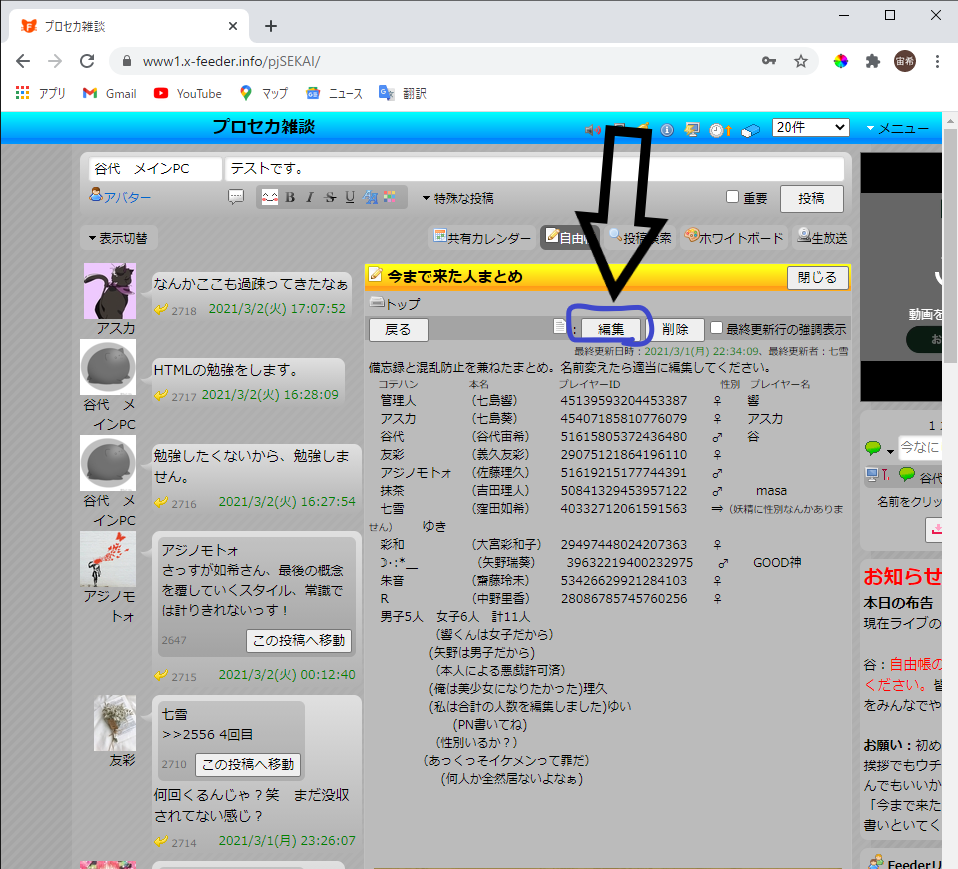 プロセカ雑談
www1.x-feeder.info/pjSEKAI/
宙希
アプリ Gmail YouTube マップ ニュース 翻訳
プロセカ雑談
20件
メニュー
谷代　メインPC
テストです。
アバター
B I S U
特殊な投稿
重要
投稿
表示切替
共有カレンダー
自由
検索
ホワイトボード
生放送
アスカ
なんかここも過疎ってきたなぁ
2718 2021/3/2(火) 17:07:52
谷代　メインPC
HTMLの勉強をします。
2717 2021/3/2(火) 16:28:09
谷代　メインPC
勉強したくないから、勉強しません。
2716 2021/3/2(火) 16:27:54
アジノモトォ
アジノモトォ
さっすが如希さん、最後の概念
を覆していくスタイル、常識で
は計りきれないっす！
2647 この投稿へ移動
2715 2021/3/2(火) 00:12:40
友彩
七雪
>>2556 4回目
2710 この投稿へ移動
何回くるんじゃ？笑　まだ没収
されてない感じ？
2714 2021/3/1(月) 23:26:07
今まで来た人まとめ
閉じる
トップ
戻る
: 編集 削除 最終更新行の強調表示
最終更新日時：2021/3/1(月) 22:34:09、最終更新者：七雪
備忘録と混乱防止を兼ねたまとめ。名前変えたら適当に編集してください。
コテハン 本名 プレイヤーID 性別 プレイヤー名
管理人 （七島響） 45139593204453387 ♀ 響
アスカ （七島葵） 45407185810776079 ♀ アスカ
谷代 （谷代宙希） 51615805372436480 ♂ 谷
友彩 （義久友彩） 29075121864196110 ♀
アジノモトォ （佐藤理久） 51619215177744391 ♂
抹茶 （吉田理人） 50841329453957122 ♂ masa
七雪 （窪田如希） 40332712061591563 ⇒（妖精に性別なんかありま
せん） ゆき
彩和 （大宮彩和子） 29497448024207363 ♀
☽･:*__ （矢野瑞葵） 39632219400232975 ♂ GOOD神
朱音 （齋藤玲未） 53426629921284103 ♀
R （中野里香） 28086785745760256 ♀
男子5人　女子6人　計11人
（響くんは女子だから）
(矢野は男子だから)
（本人による悪戯許可済）
(俺は美少女になりたかった)理久
(私は合計の人数を編集しました)ゆい
(PN書いてね)
（性別いるか？）
（あっくっそイケメンって罪だ）
（何人か全然居ないよなぁ）
動画を
お
今なに
谷代
名前をクリッ
お知らせ
本日の布告
現在ライブの
谷：自由帳の
ください。皆
をみんなでや
お願い：初め
挨拶でもウチ
んでもいいか
「今まで来た
書いといてく
Feederリ